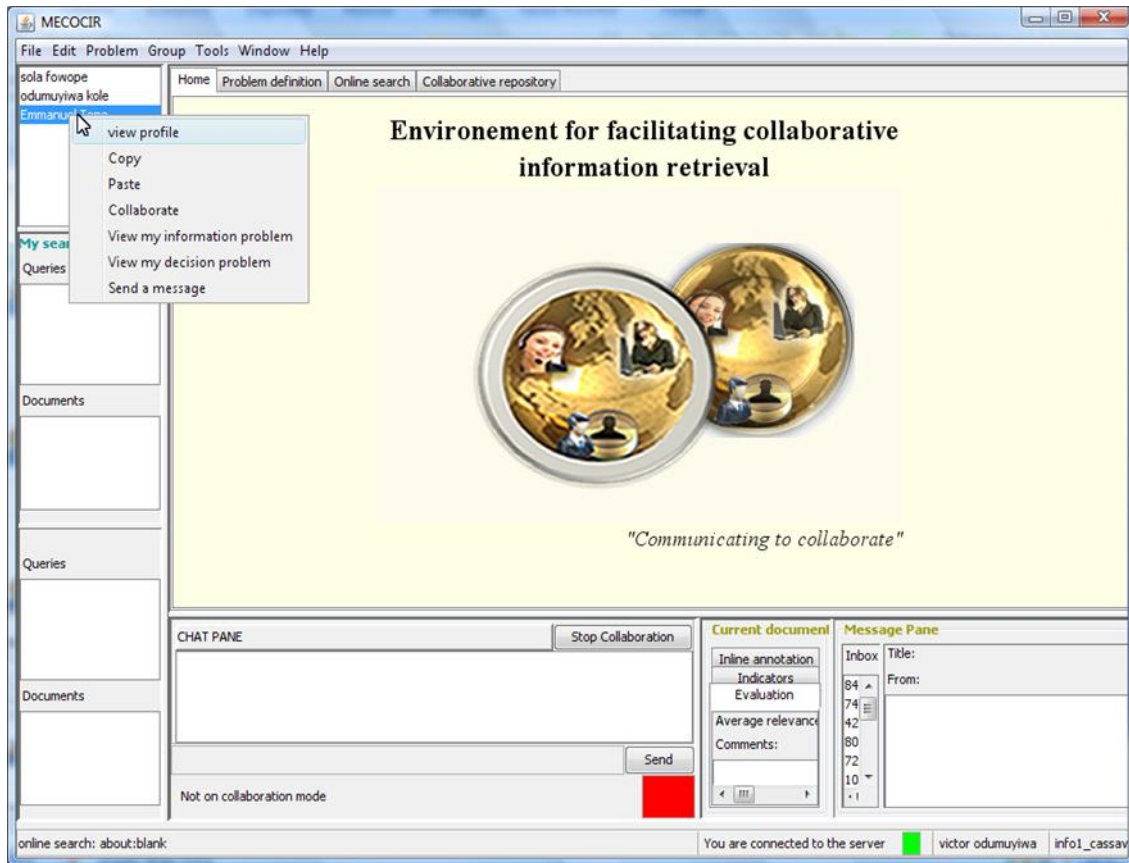 MECOCIR
File Edit Problem Group Tools Window Help
sola fowope
odumuyiwa kole
Emmanuel
view profile
Copy
Paste
Collaborate
View my information problem
View my decision problem
Send a message
My sear
Queries
Documents
Queries
Documents
Home Problem definition Online search Collaborative repository
Environement for facilitating collaborative
information retrieval
"Communicating to collaborate"
CHAT PANE
Stop Collaboration
Send
Not on collaboration mode
Current document
Inline annotation
Indicators
Evaluation
Average relevance
Comments:
Message Pane
Inbox
84
74
42
80
72
10
Title:
From:
online search: about:blank
You are connected to the server
victor odumuyiwa
info1_cassav